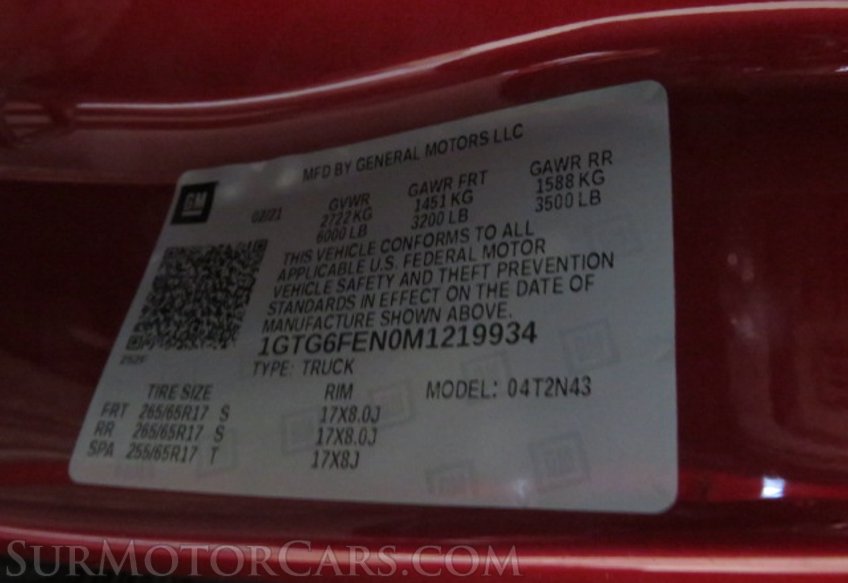 MFD BY GENERAL MOTORS LLC
GM
02/21 GVWR GAWR FRT GAWR RR
2722 KG 1451 KG 1588 KG
6000 LB 3200 LB 3500 LB
THIS VEHICLE CONFORMS TO ALL
APPLICABLE U.S. FEDERAL MOTOR
VEHICLE SAFETY AND THEFT PREVENTION
STANDARDS IN EFFECT ON THE DATE OF
MANUFACTURE SHOWN ABOVE.
1GTG6FEN0M1219934
TYPE: TRUCK
TIRE SIZE RIM MODEL: 04T2N43
FRT 265/65R17 S 17X8.0J
RR 265/65R17 S 17X8.0J
SPA 255/65R17 T 17X8J
SurMotorCars.com